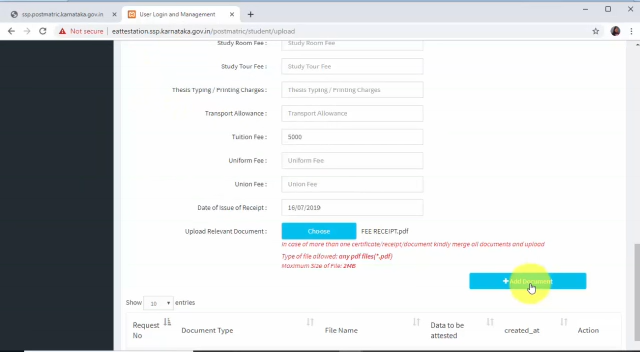 ssp.postmatric.karnataka.gov.in
User Login and Management
Not secure | eattestation.ssp.karnataka.gov.in/postmatric/student/upload
Study Room Fee : Study Room Fee
Study Tour Fee : Study Tour Fee
Thesis Typing / Printing Charges : Thesis Typing / Printing Charges
Transport Allowance : Transport Allowance
Tuition Fee : 5000
Uniform Fee : Uniform Fee
Union Fee : Union Fee
Date of Issue of Receipt : 16/07/2019
Upload Relevant Document : Choose FEE RECEIPT.pdf
In case of more than one certificate/receipt/document kindly merge all documents and upload
Type of file allowed: any pdf files(*.pdf)
Maximum Size of File: 2MB
+Add Document
Show 10 entries
Request No Document Type File Name Data to be attested created_at Action